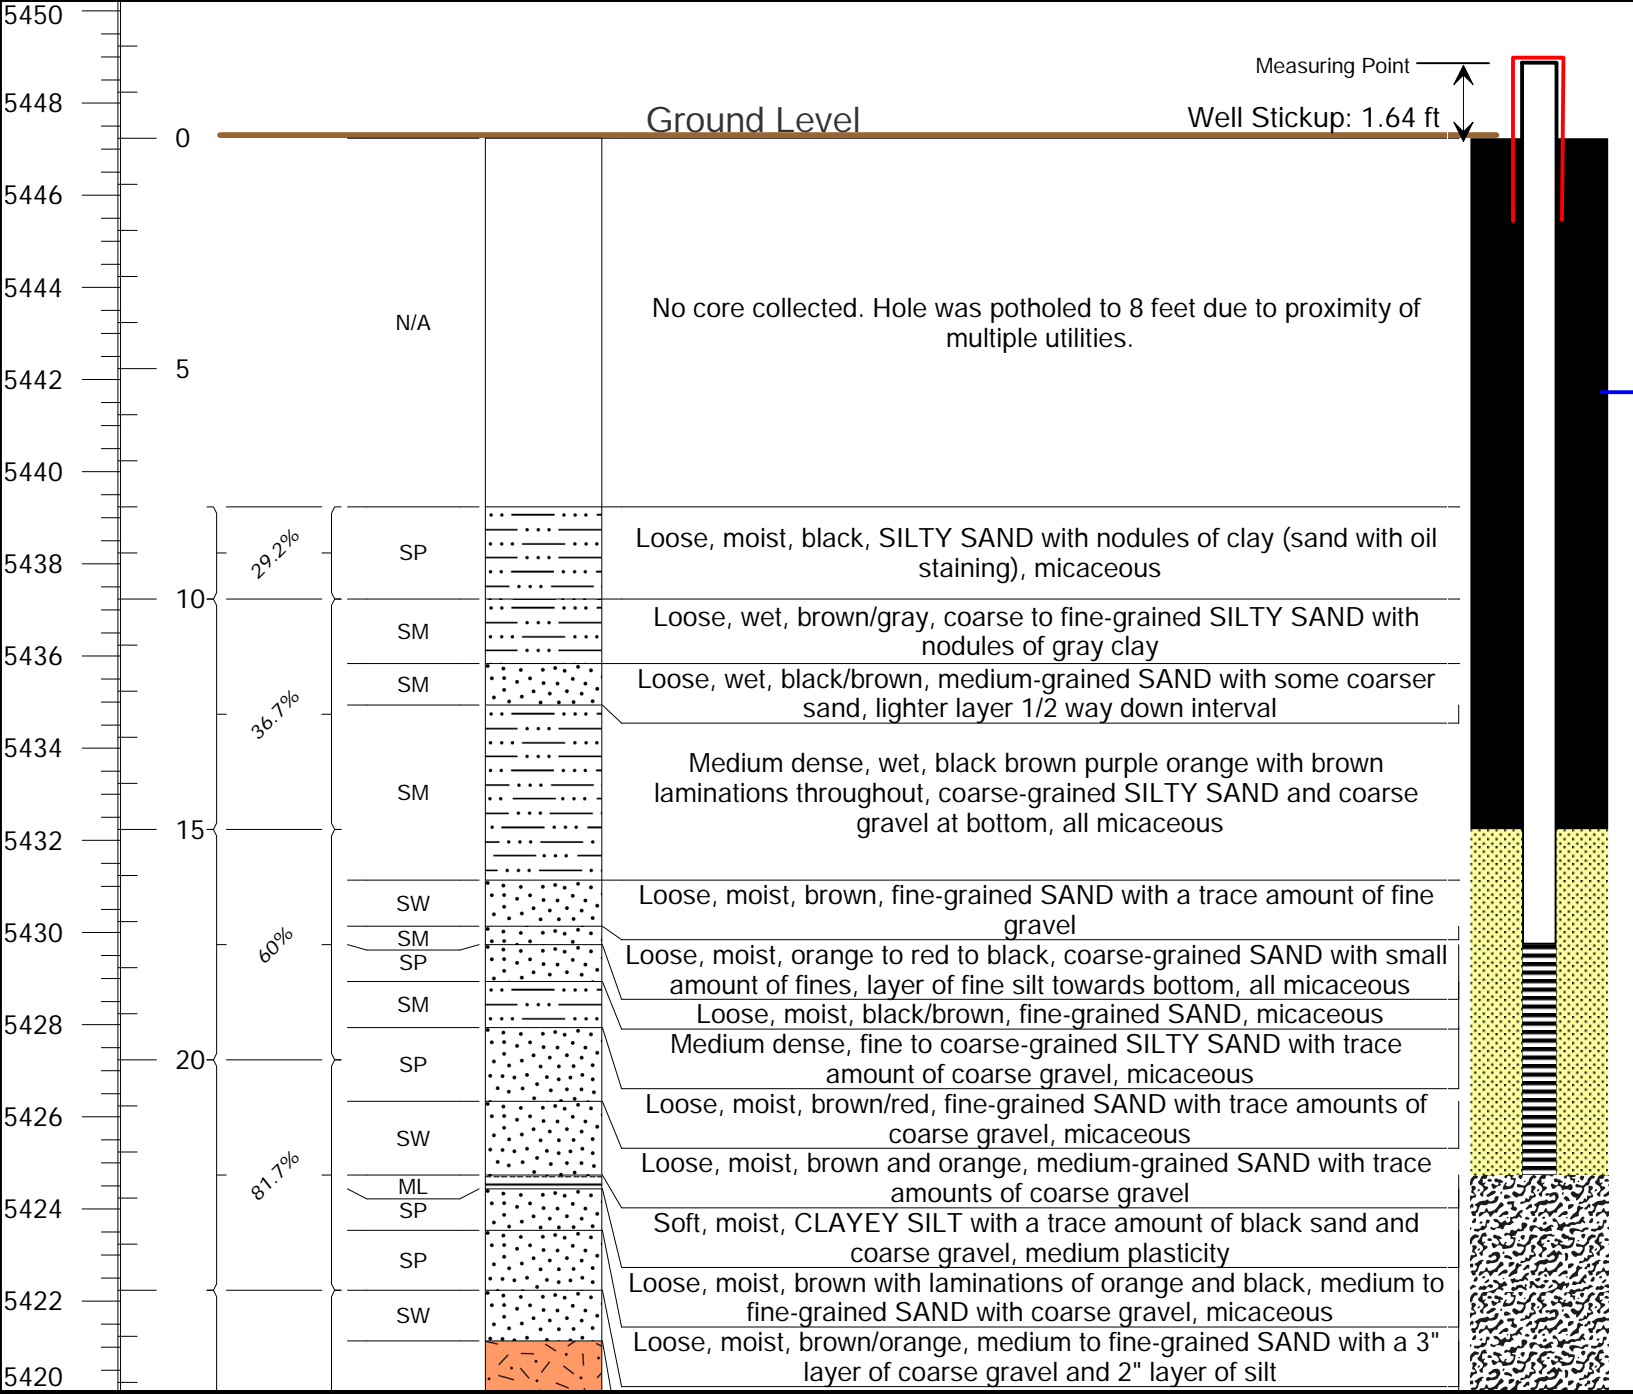 5450
Measuring Point
5448
Ground Level
Well Stickup: 1.64 ft
0
5446
5444
No core collected. Hole was potholed to 8 feet due to proximity of
multiple utilities.
N/A
5
5442
5440
29.2%
SP
Loose, moist, black, SILTY SAND with nodules of clay (sand with oil
staining), micaceous
5438
10
SM
Loose, wet, brown/gray, coarse to fine-grained SILTY SAND with
nodules of gray clay
5436
SM
Loose, wet, black/brown, medium-grained SAND with some coarser
sand, lighter layer 1/2 way down interval
36.7%
5434
SM
Medium dense, wet, black brown purple orange with brown
laminations throughout, coarse-grained SILTY SAND and coarse
gravel at bottom, all micaceous
15
5432
SW
Loose, moist, brown, fine-grained SAND with a trace amount of fine
gravel
5430
60%
SM
SP
Loose, moist, orange to red to black, coarse-grained SAND with small
amount of fines, layer of fine silt towards bottom, all micaceous
SM
Loose, moist, black/brown, fine-grained SAND, micaceous
5428
Medium dense, fine to coarse-grained SILTY SAND with trace
amount of coarse gravel, micaceous
20
SP
5426
Loose, moist, brown/red, fine-grained SAND with trace amounts of
coarse gravel, micaceous
SW
81.7%
Loose, moist, brown and orange, medium-grained SAND with trace
amounts of coarse gravel
ML
5424
SP
Soft, moist, CLAYEY SILT with a trace amount of black sand and
coarse gravel, medium plasticity
SP
Loose, moist, brown with laminations of orange and black, medium to
fine-grained SAND with coarse gravel, micaceous
5422
SW
Loose, moist, brown/orange, medium to fine-grained SAND with a 3"
layer of coarse gravel and 2" layer of silt
5420